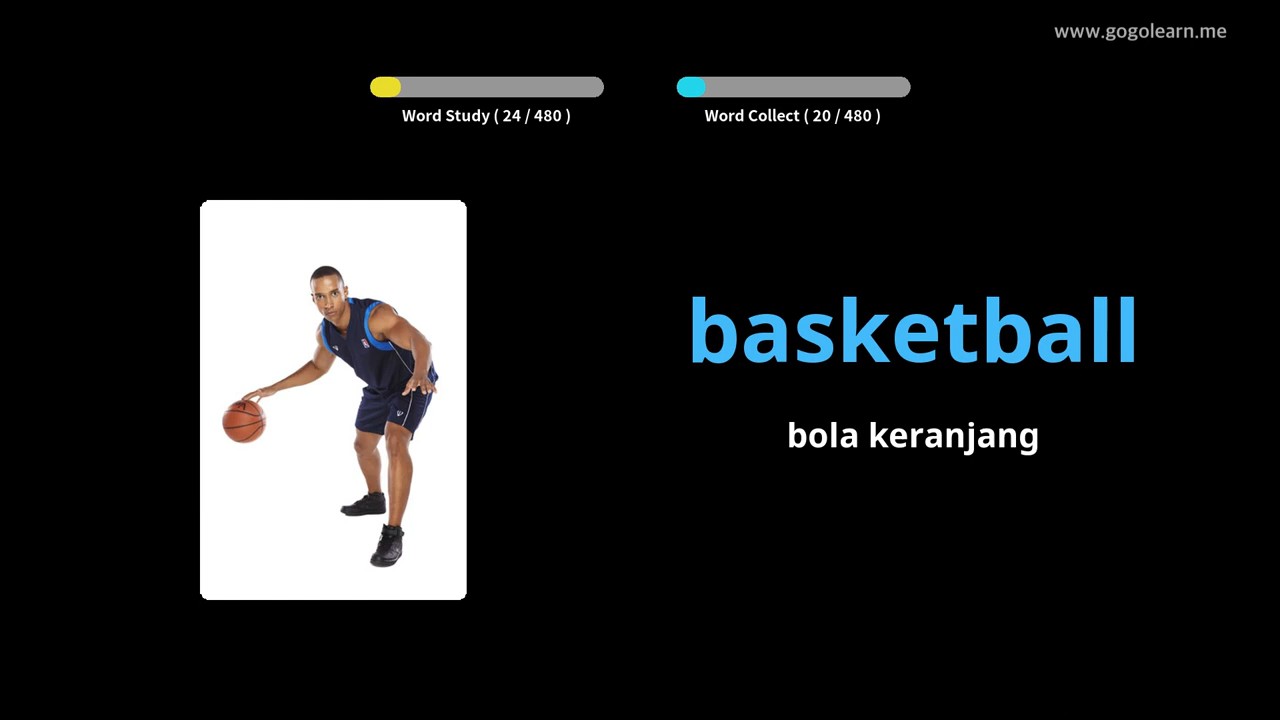 www.gogolearn.me
Word Study ( 24 / 480 )
Word Collect ( 20 / 480 )
basketball
bola keranjang